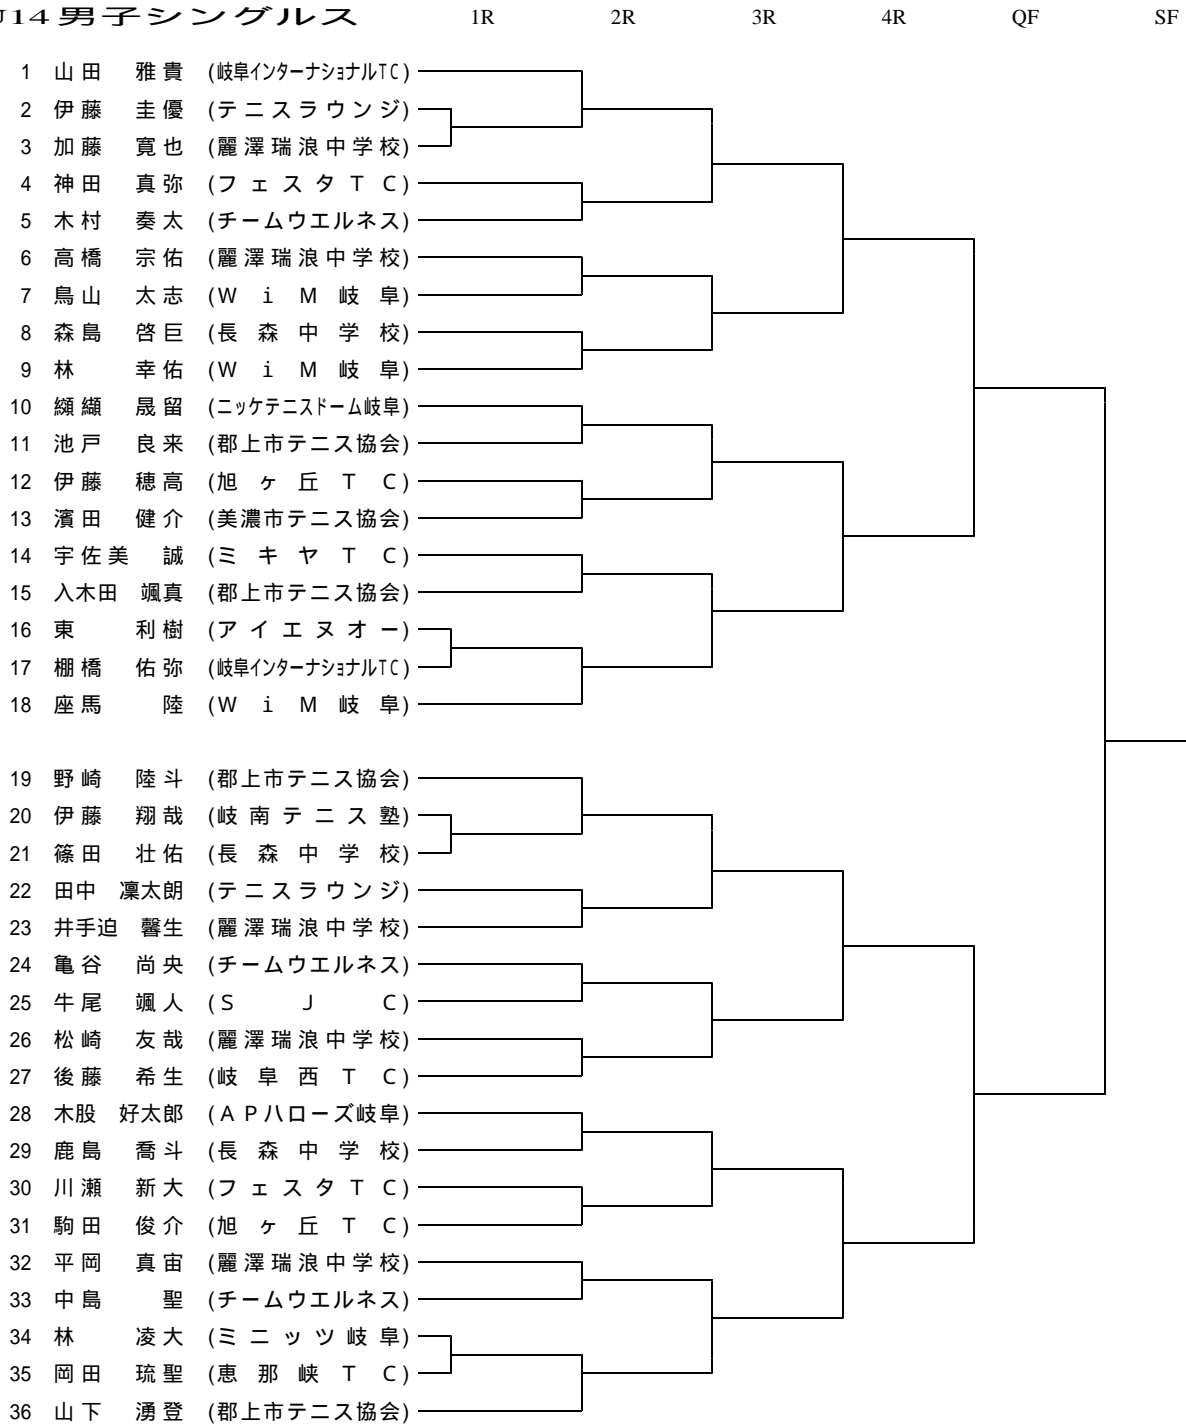 U14男子シングルス 1R 2R 3R 4R QF SF
1 山田 雅貴 (岐阜インターナショナルTC)
2 伊藤 圭優 (テニスラウンジ)
3 加藤 寛也 (麗澤瑞浪中学校)
4 神田 真弥 (フェスタTC)
5 木村 奏太 (チームウエルネス)
6 高橋 宗佑 (麗澤瑞浪中学校)
7 鳥山 太志 (WiM岐阜)
8 森島 啓巨 (長森中学校)
9 林 幸佑 (WiM岐阜)
10 纐纈 晟留 (ニッケテニスドーム岐阜)
11 池戸 良来 (郡上市テニス協会)
12 伊藤 穂高 (旭ヶ丘TC)
13 濱田 健介 (美濃市テニス協会)
14 宇佐美 誠 (ミキヤTC)
15 入木田 颯真 (郡上市テニス協会)
16 東 利樹 (アイエヌオー)
17 棚橋 佑弥 (岐阜インターナショナルTC)
18 座馬 陸 (WiM岐阜)
19 野崎 陸斗 (郡上市テニス協会)
20 伊藤 翔哉 (岐南テニス塾)
21 篠田 壮佑 (長森中学校)
22 田中 凜太朗 (テニスラウンジ)
23 井手迫 馨生 (麗澤瑞浪中学校)
24 亀谷 尚央 (チームウエルネス)
25 牛尾 颯人 (SJC)
26 松崎 友哉 (麗澤瑞浪中学校)
27 後藤 希生 (岐阜西TC)
28 木股 好太郎 (APハローズ岐阜)
29 鹿島 喬斗 (長森中学校)
30 川瀬 新大 (フェスタTC)
31 駒田 俊介 (旭ヶ丘TC)
32 平岡 真宙 (麗澤瑞浪中学校)
33 中島 聖 (チームウエルネス)
34 林 凌大 (ミニッツ岐阜)
35 岡田 琉聖 (恵那峡TC)
36 山下 湧登 (郡上市テニス協会)